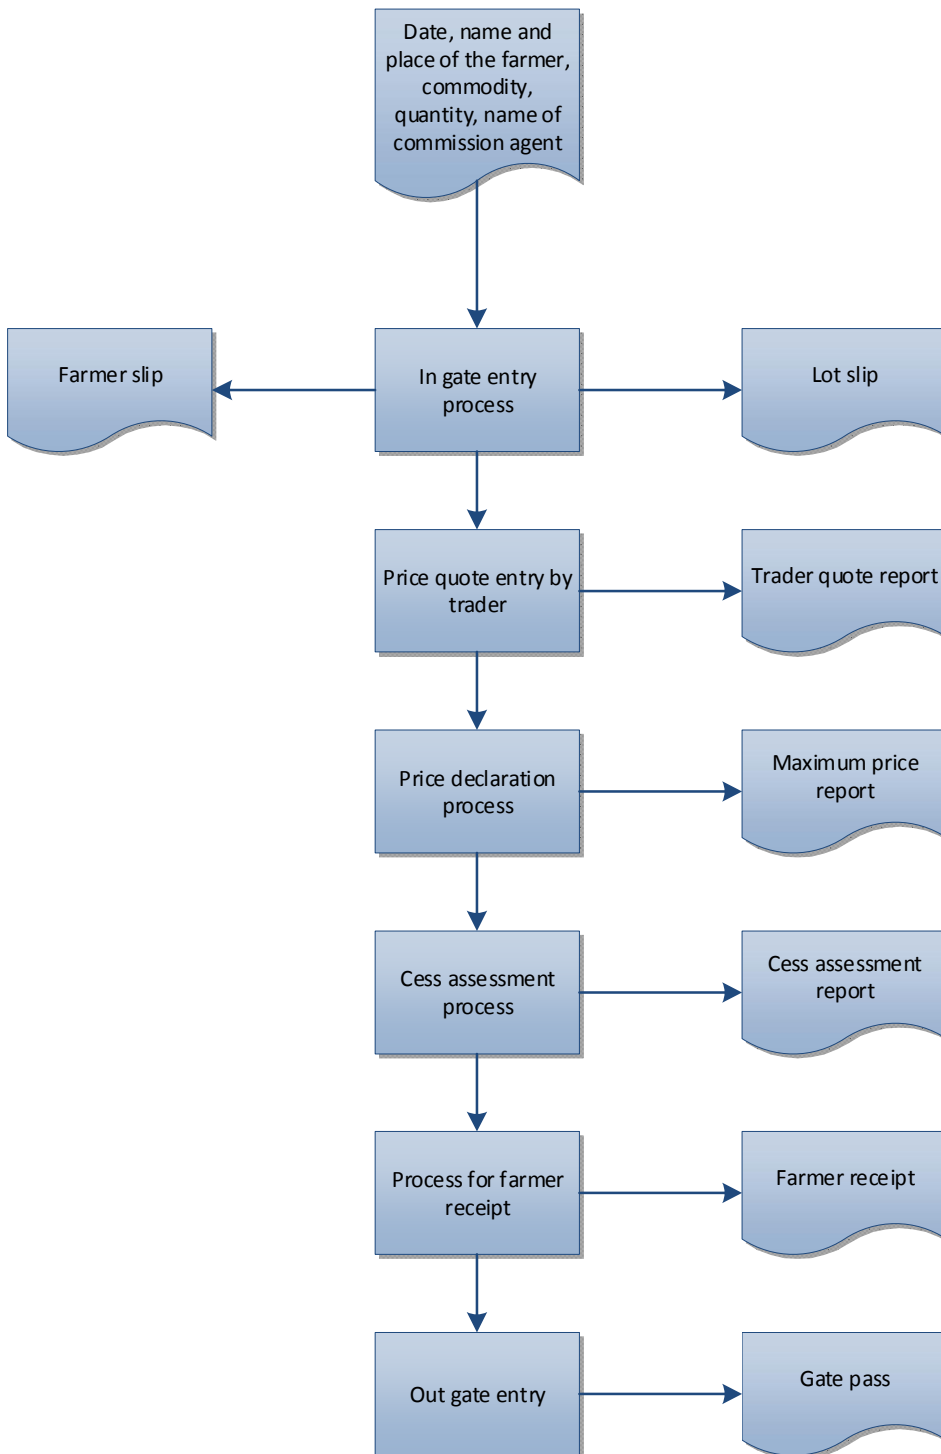 Date, name and
place of the farmer,
commodity,
quantity, name of
commission agent
Farmer slip
In gate entry
process
Lot slip
Price quote entry by
trader
Trader quote report
Price declaration
process
Maximum price
report
Cess assessment
process
Cess assessment
report
Process for farmer
receipt
Farmer receipt
Out gate entry
Gate pass